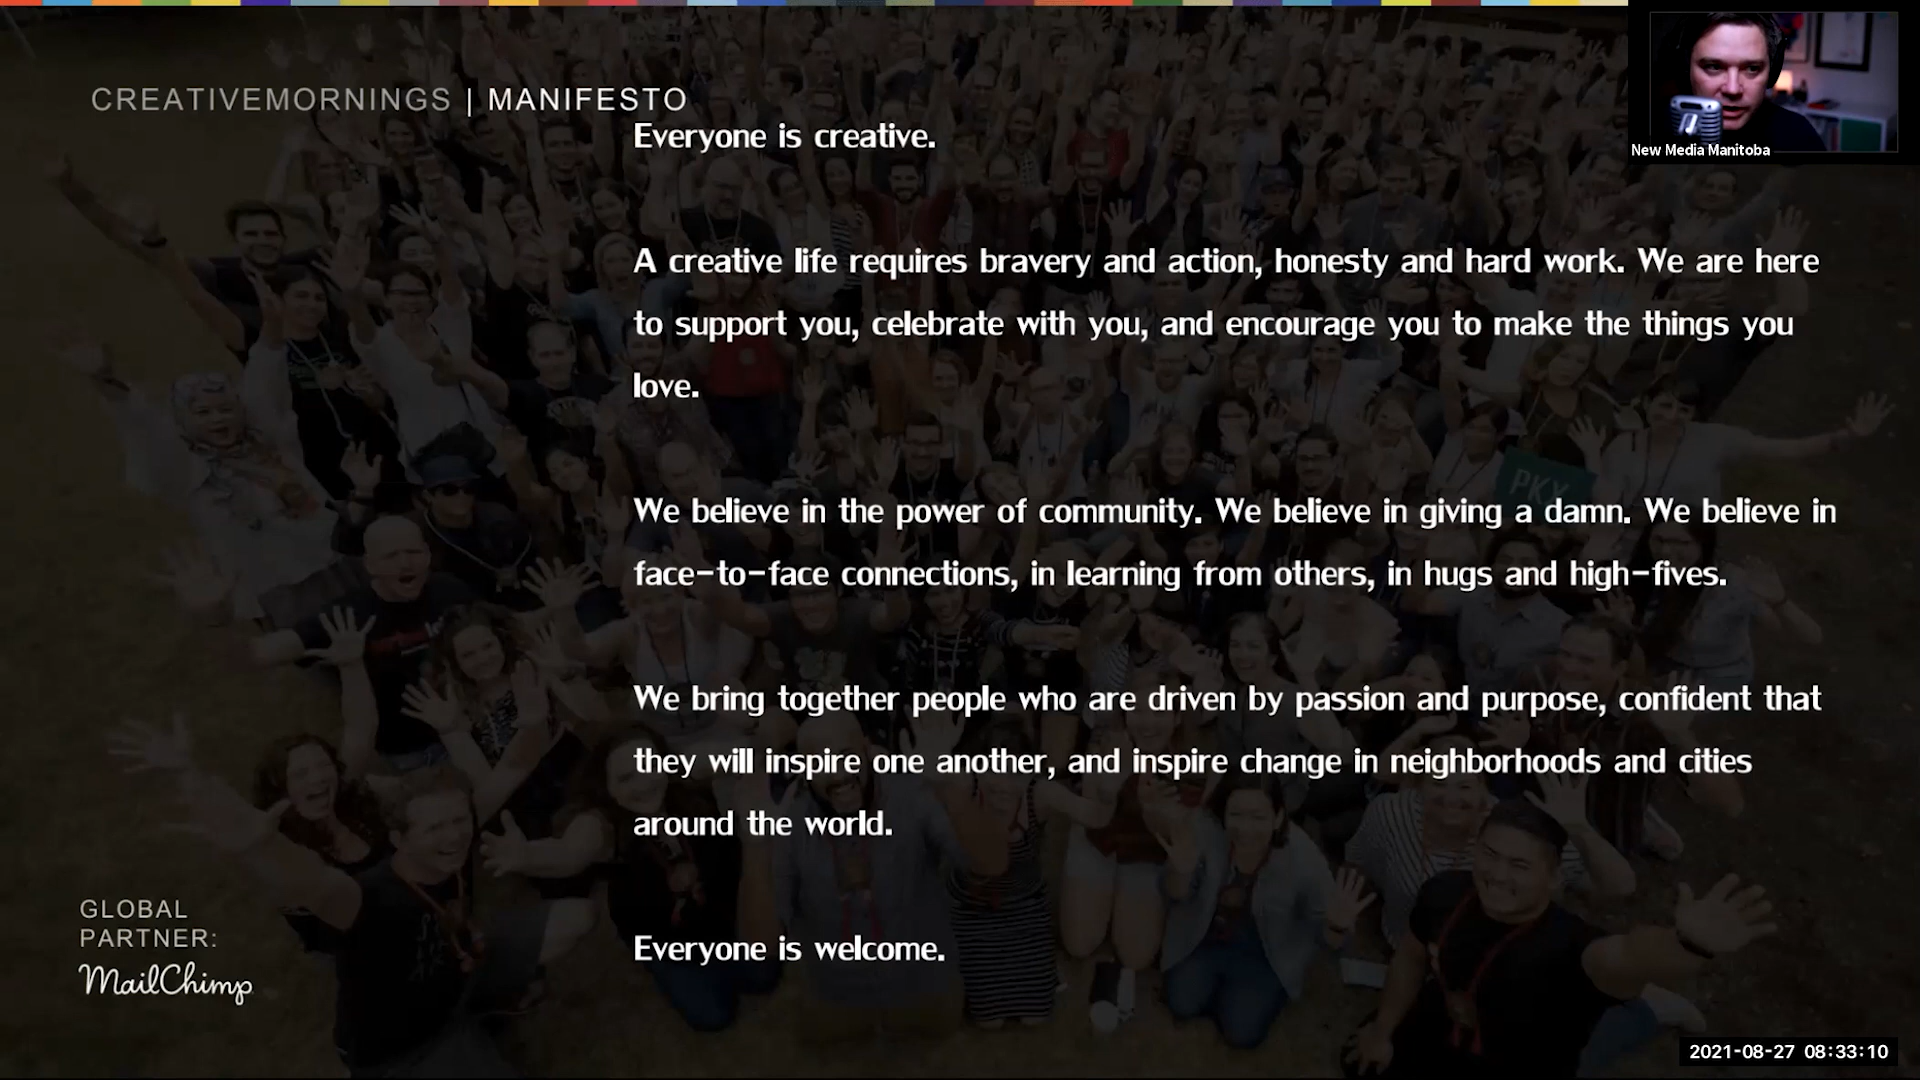 CREATIVEMORNINGS | MANIFESTO
Everyone is creative.
A creative life requires bravery and action, honesty and hard work. We are here
to support you, celebrate with you, and encourage you to make the things you
love.
We believe in the power of community. We believe in giving a damn. We believe in
face-to-face connections, in learning from others, in hugs and high-fives.
We bring together people who are driven by passion and purpose, confident that
they will inspire one another, and inspire change in neighborhoods and cities
around the world.
Everyone is welcome.
GLOBAL
PARTNER:
MailChimp
New Media Manitoba
2021-08-27 08:33:10